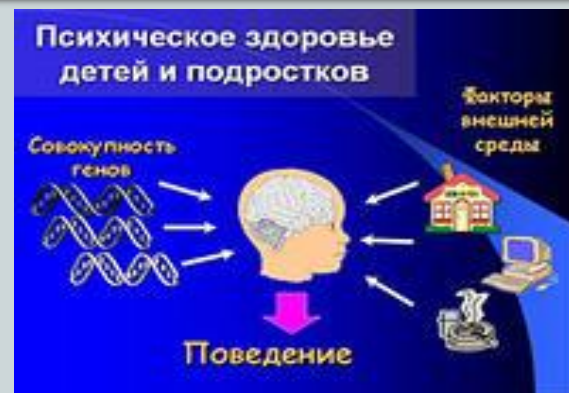 Психическое здоровье
детей и подростков
Факторы
внешней
среды
Совокупность
генов
Поведение